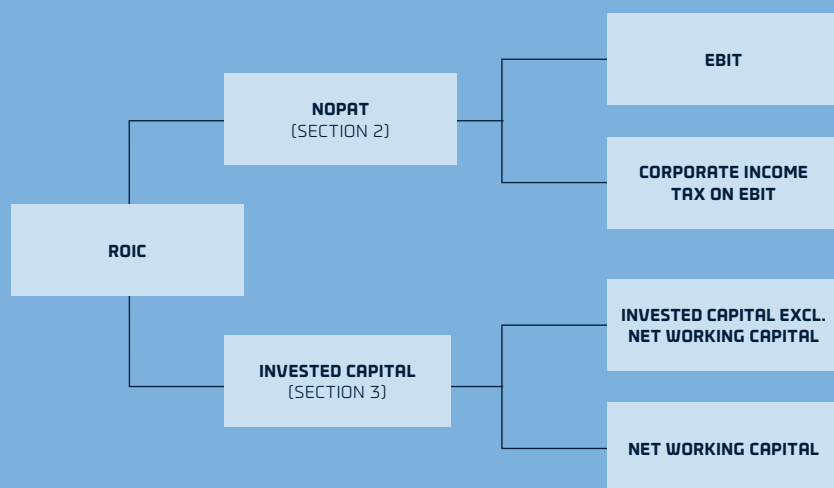 EBIT
NOPAT
(SECTION 2)
CORPORATE INCOME
TAX ON EBIT
ROIC
INVESTED CAPITAL EXCL.
NET WORKING CAPITAL
INVESTED CAPITAL
(SECTION 3)
NET WORKING CAPITAL